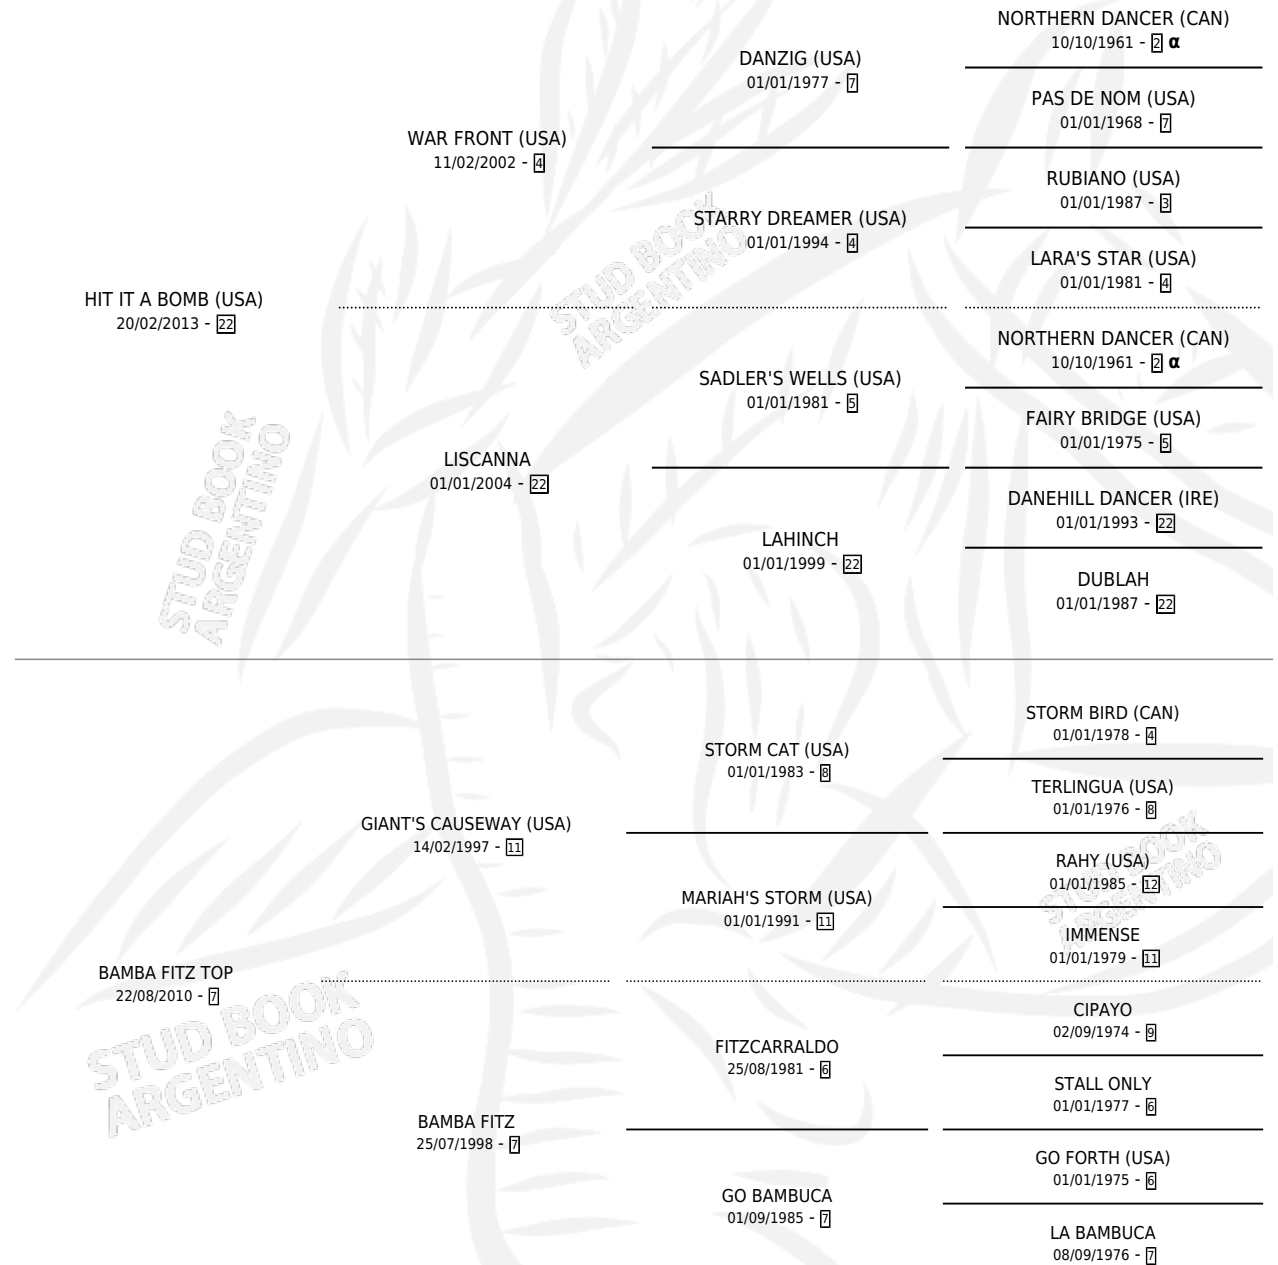 NORTHERN DANCER (CAN)
10/10/1961 - 2 α
DANZIG (USA)
01/01/1977 - 7
PAS DE NOM (USA)
01/01/1968 - 7
WAR FRONT (USA)
11/02/2002 - 4
RUBIANO (USA)
01/01/1987 - 3
STARRY DREAMER (USA)
01/01/1994 - 4
LARA'S STAR (USA)
01/01/1981 - 4
HIT IT A BOMB (USA)
20/02/2013 - 22
NORTHERN DANCER (CAN)
10/10/1961 - 2 α
SADLER'S WELLS (USA)
01/01/1981 - 5
FAIRY BRIDGE (USA)
01/01/1975 - 5
LISCANNA
01/01/2004 - 22
DANEHILL DANCER (IRE)
01/01/1993 - 22
LAHINCH
01/01/1999 - 22
DUBLAH
01/01/1987 - 22
STORM BIRD (CAN)
01/01/1978 - 4
STORM CAT (USA)
01/01/1983 - 8
TERLINGUA (USA)
01/01/1976 - 8
GIANT'S CAUSEWAY (USA)
14/02/1997 - 11
RAHY (USA)
01/01/1985 - 12
MARIAH'S STORM (USA)
01/01/1991 - 11
IMMENSE
01/01/1979 - 11
BAMBA FITZ TOP
22/08/2010 - 7
CIPAYO
02/09/1974 - 9
FITZCARRALDO
25/08/1981 - 6
STALL ONLY
01/01/1977 - 6
BAMBA FITZ
25/07/1998 - 7
GO FORTH (USA)
01/01/1975 - 6
GO BAMBUCA
01/09/1985 - 7
LA BAMBUCA
08/09/1976 - 7
STUD BOOK
ARGENTINO
STUD BOOK
ARGENTINO
STUD BOOK
ARGENTINO
STUD BOOK
ARGENTINO